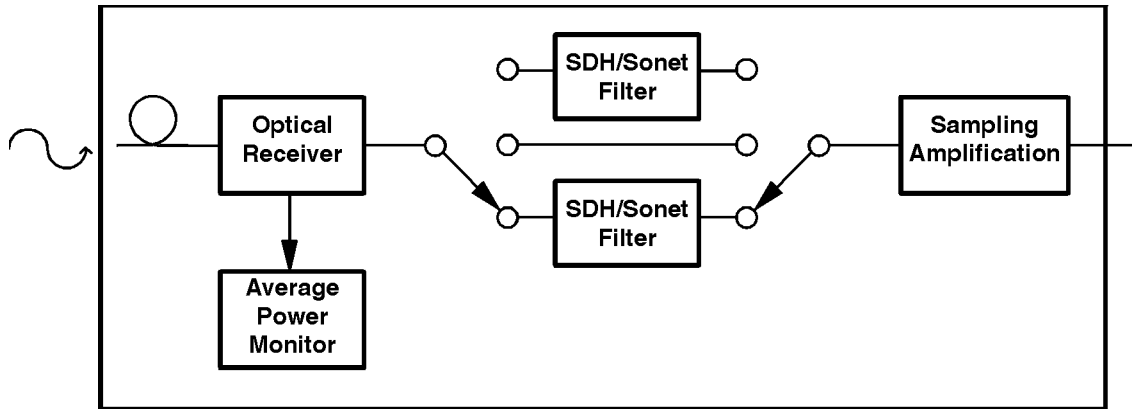 SDH/Sonet
Filter
Optical
Receiver
Sampling
Amplification
SDH/Sonet
Filter
Average
Power
Monitor